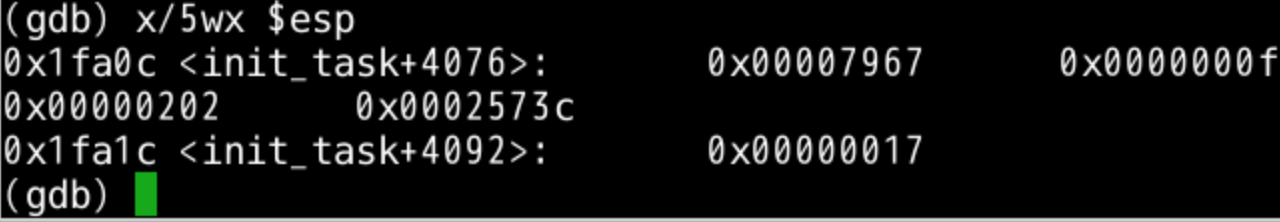 (gdb) x/5wx $esp
0x1fa0c <init_task+4076>:       0x00007967      0x0000000f
0x00000202      0x0002573c
0x1fa1c <init_task+4092>:       0x00000017
(gdb)